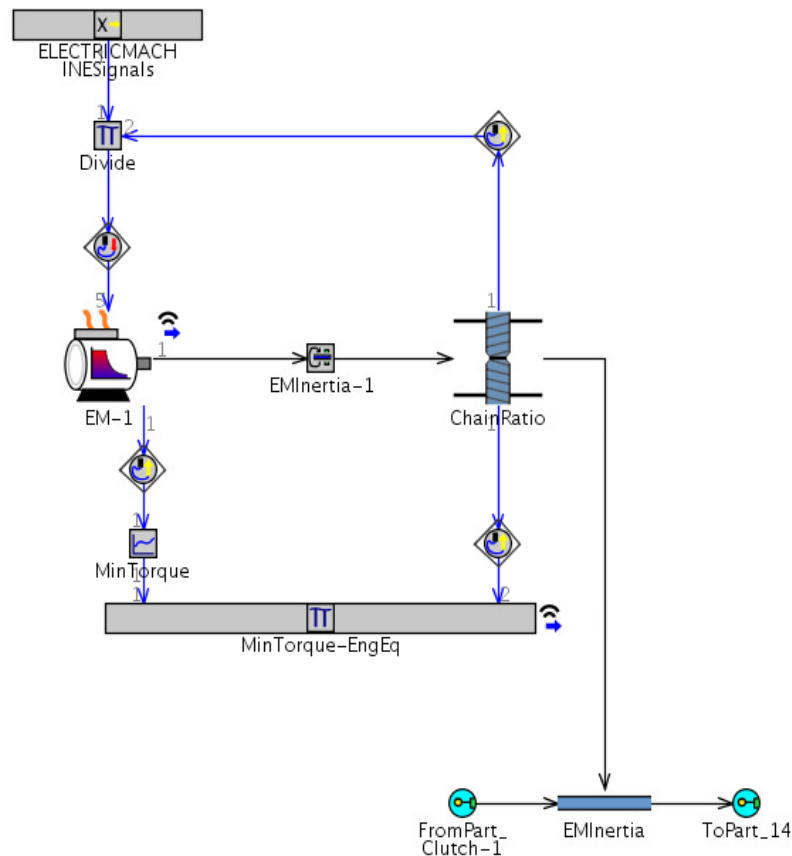 X
ELECTRICMACH
INESignals
1
2
Divide
5
1
1
EM-1
EMInertia-1
ChainRatio
1
1
1
MinTorque
1
1
2
MinTorque-EngEq
FromPart_
Clutch-1
EMInertia
ToPart_14